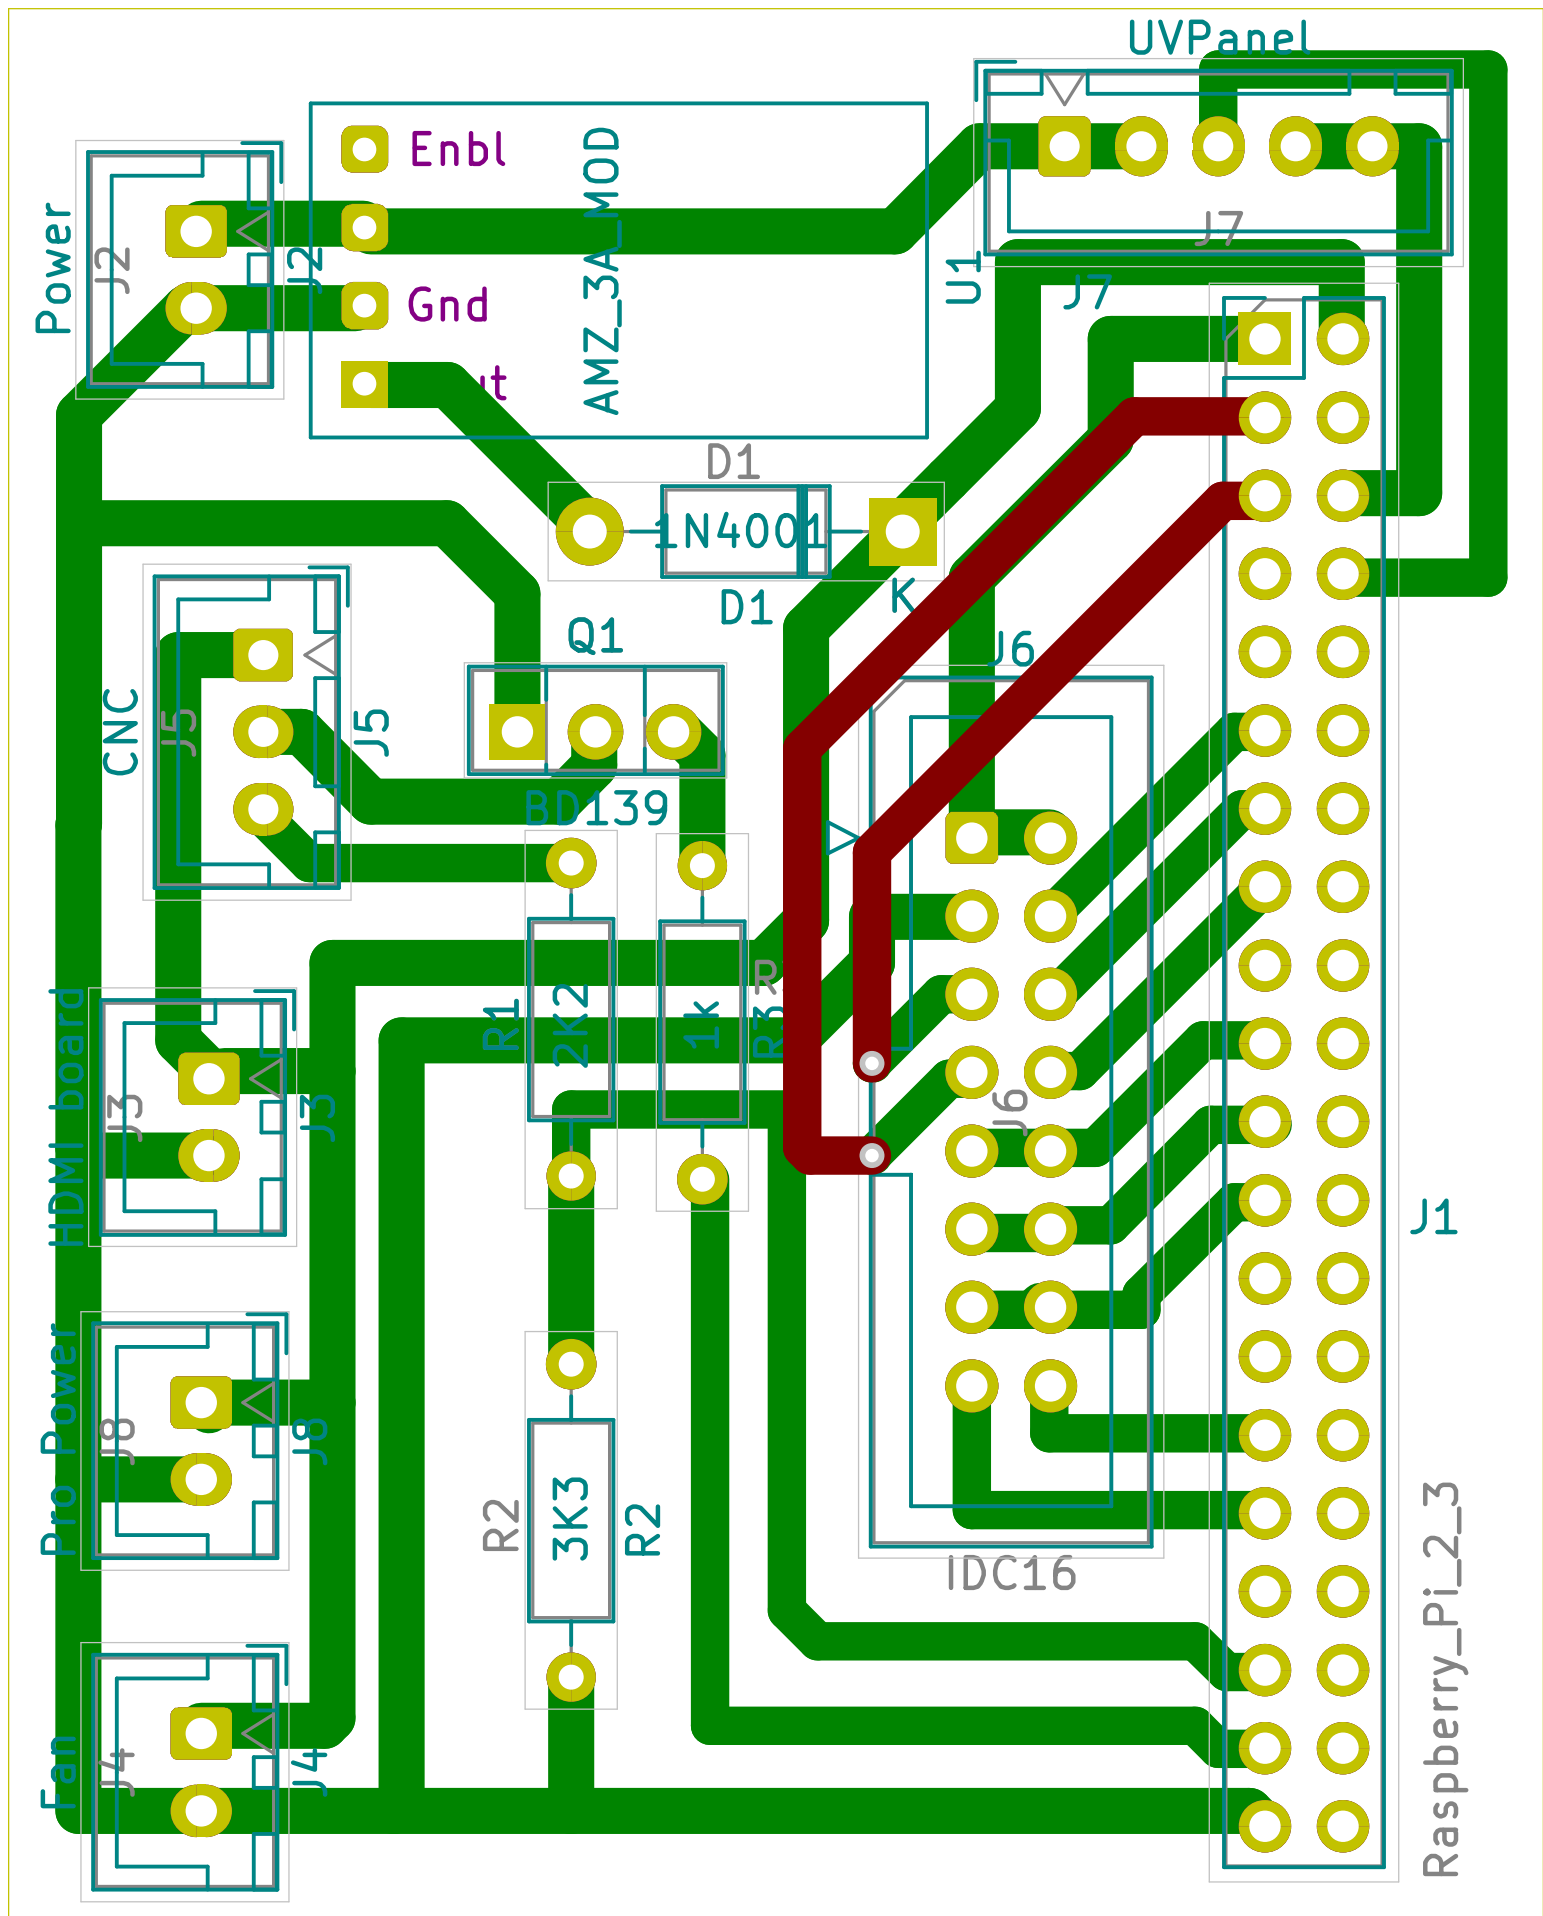 UVPanel
Enbl
Gnd
ut
AMZ_3A_MOD
U1
Power
J2
J2
J7
J7
D1
1N4001
D1
K
Q1
BD139
J6
J6
IDC16
CNC
J5
J5
R1
2K2
R
1k
R3
HDMI board
J3
J3
J1
Raspberry_Pi_2_3
Pro Power
J8
J8
R2
3K3
R2
Fan
J4
J4